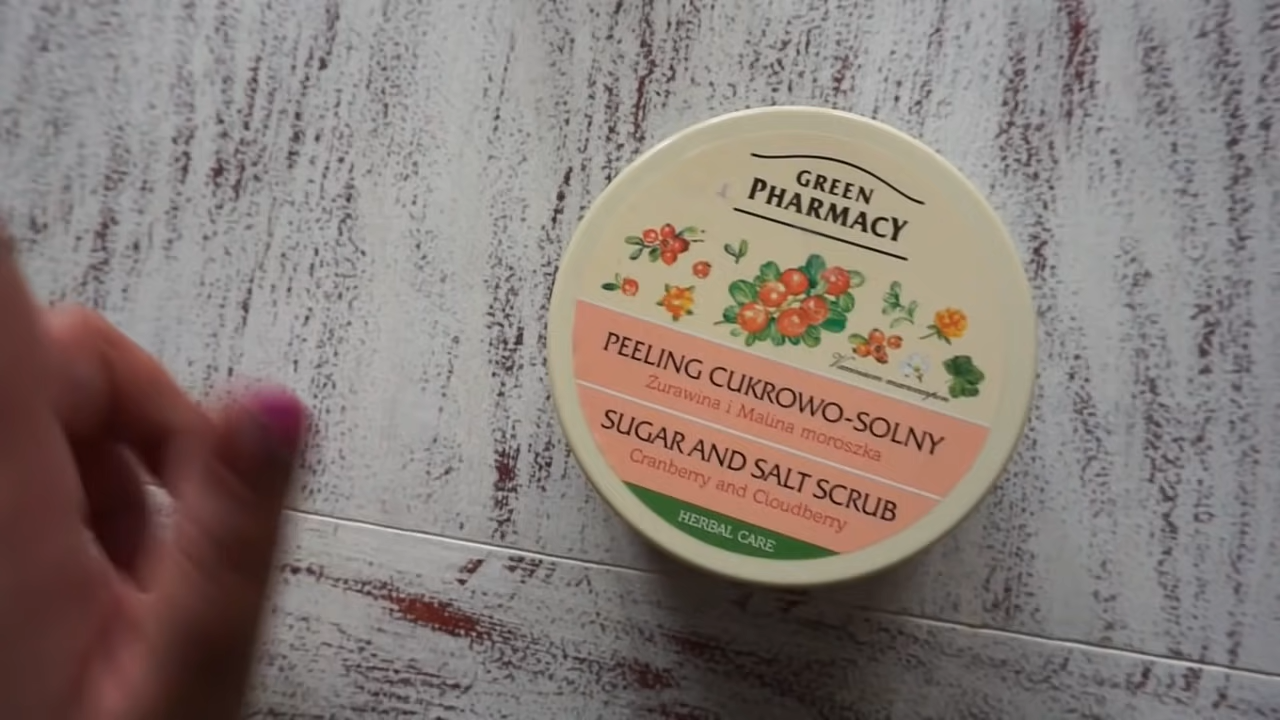 GREEN
PHARMACY
PEELING CUKROWO-SOLNY
Żurawina i Malina moroszka
SUGAR AND SALT SCRUB
Cranberry and Cloudberry
HERBAL CARE